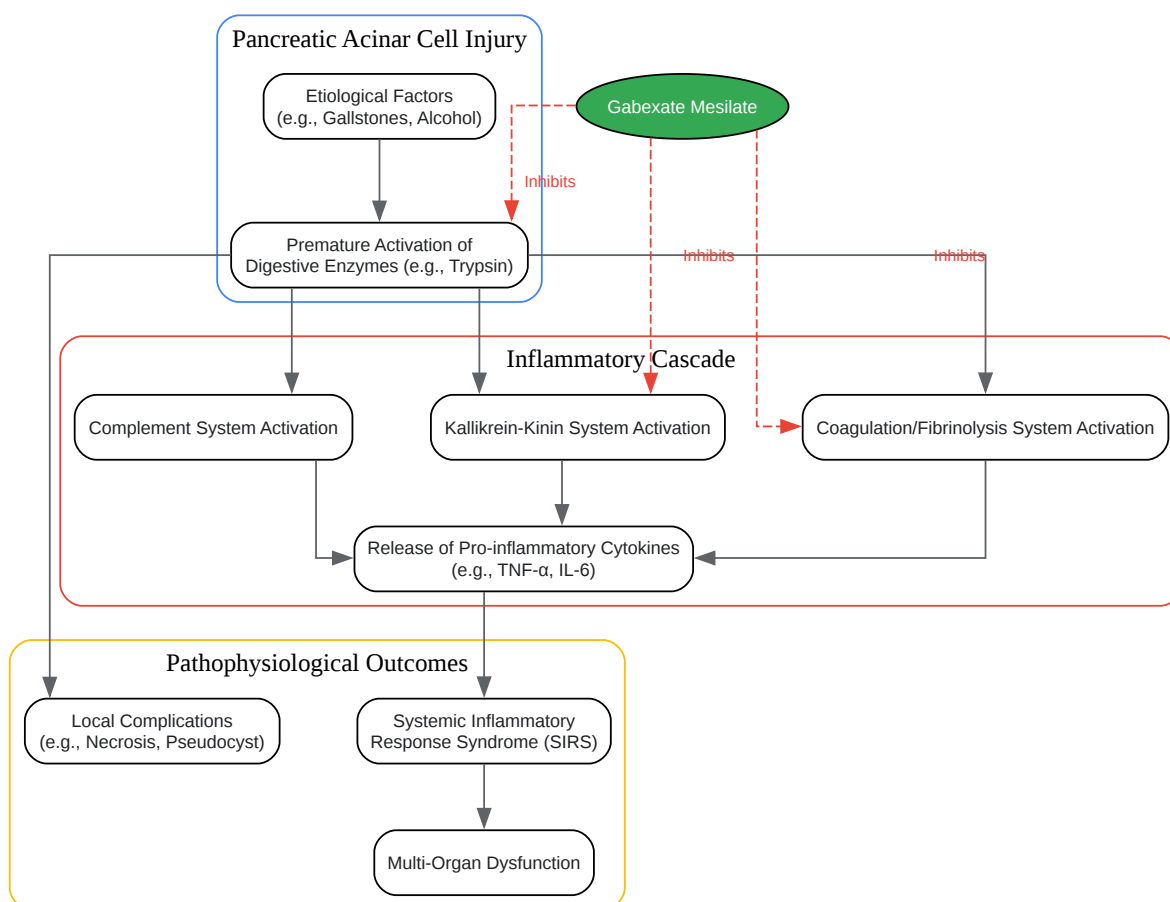 Pancreatic Acinar Cell Injury
Etiological Factors
(e.g., Gallstones, Alcohol)
Gabexate Mesilate
Inhibits
Premature Activation of
Digestive Enzymes (e.g., Trypsin)
Inhibits
Inhibits
Inflammatory Cascade
Complement System Activation
Kallikrein-Kinin System Activation
Coagulation/Fibrinolysis System Activation
Release of Pro-inflammatory Cytokines
(e.g., TNF-α, IL-6)
Pathophysiological Outcomes
Local Complications
(e.g., Necrosis, Pseudocyst)
Systemic Inflammatory
Response Syndrome (SIRS)
Multi-Organ Dysfunction